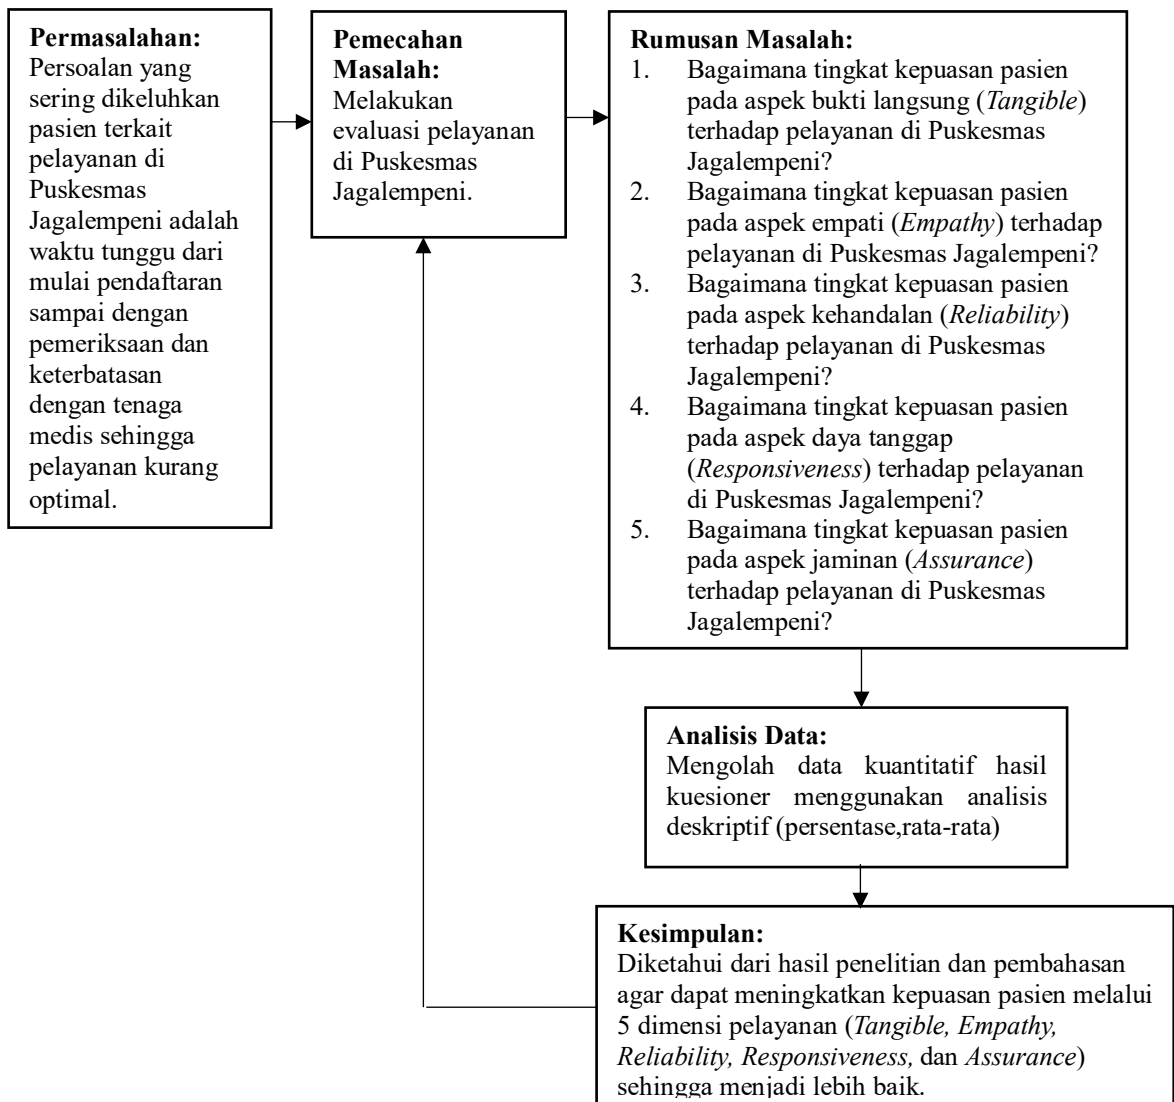 Permasalahan:
Persoalan yang
sering dikeluhkan
pasien terkait
pelayanan di
Puskesmas
Jagalempeni adalah
waktu tunggu dari
mulai pendaftaran
sampai dengan
pemeriksaan dan
keterbatasan
dengan tenaga
medis sehingga
pelayanan kurang
optimal.
Pemecahan
Masalah:
Melakukan
evaluasi pelayanan
di Puskesmas
Jagalempeni.
Rumusan Masalah:
1. Bagaimana tingkat kepuasan pasien
pada aspek bukti langsung (Tangible)
terhadap pelayanan di Puskesmas
Jagalempeni?
2. Bagaimana tingkat kepuasan pasien
pada aspek empati (Empathy) terhadap
pelayanan di Puskesmas Jagalempeni?
3. Bagaimana tingkat kepuasan pasien
pada aspek kehandalan (Reliability)
terhadap pelayanan di Puskesmas
Jagalempeni?
4. Bagaimana tingkat kepuasan pasien
pada aspek daya tanggap
(Responsiveness) terhadap pelayanan
di Puskesmas Jagalempeni?
5. Bagaimana tingkat kepuasan pasien
pada aspek jaminan (Assurance)
terhadap pelayanan di Puskesmas
Jagalempeni?
Analisis Data:
Mengolah data kuantitatif hasil
kuesioner menggunakan analisis
deskriptif (persentase,rata-rata)
Kesimpulan:
Diketahui dari hasil penelitian dan pembahasan
agar dapat meningkatkan kepuasan pasien melalui
5 dimensi pelayanan (Tangible, Empathy,
Reliability, Responsiveness, dan Assurance)
sehingga menjadi lebih baik.